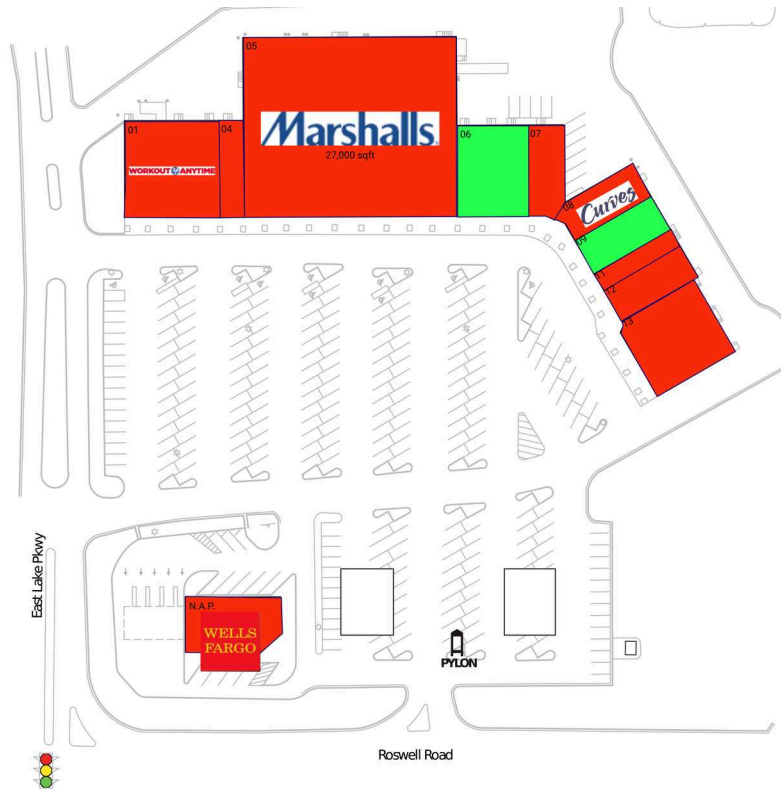 05
Marshalls.
27,000 sqft
01
04
06
07
WORKOUT ANYTIME
08
Curves
09
11
12
13
East Lake Pkwy
N.A.P.
WELLS
FARGO
PYLON
Roswell Road